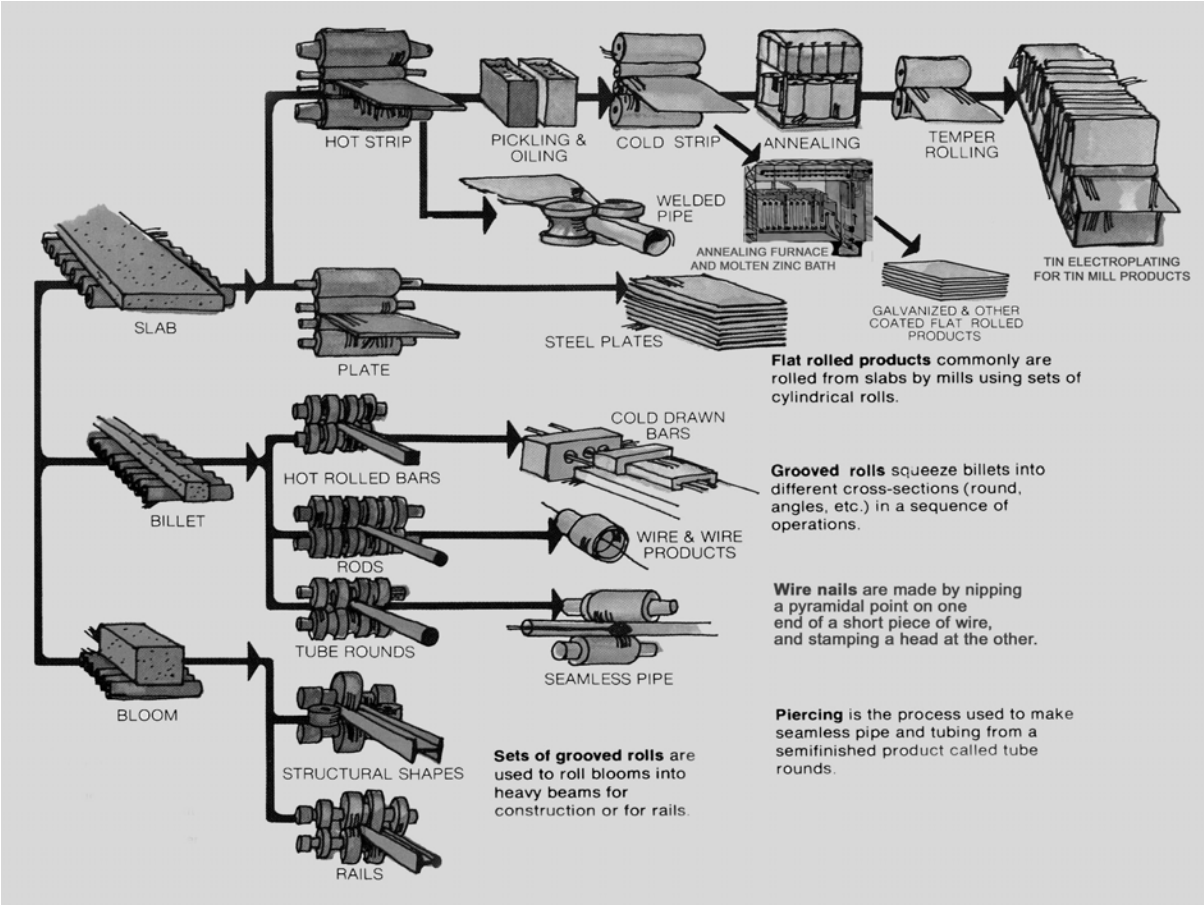 HOT STRIP
PICKLING &
OILING
COLD STRIP
ANNEALING
TEMPER
ROLLING
WELDED
PIPE
ANNEALING FURNACE
AND MOLTEN ZINC BATH
TIN ELECTROPLATING
FOR TIN MILL PRODUCTS
SLAB
PLATE
STEEL PLATES
GALVANIZED & OTHER
COATED FLAT ROLLED
PRODUCTS
Flat rolled products commonly are
rolled from slabs by mills using sets of
cylindrical rolls.
BILLET
HOT ROLLED BARS
COLD DRAWN
BARS
Grooved rolls squeeze billets into
different cross-sections (round,
angles, etc.) in a sequence of
operations.
RODS
WIRE & WIRE
PRODUCTS
Wire nails are made by nipping
a pyramidal point on one
end of a short piece of wire,
and stamping a head at the other.
TUBE ROUNDS
SEAMLESS PIPE
BLOOM
STRUCTURAL SHAPES
Sets of grooved rolls are
used to roll blooms into
heavy beams for
construction or for rails.
Piercing is the process used to make
seamless pipe and tubing from a
semifinished product called tube
rounds.
RAILS